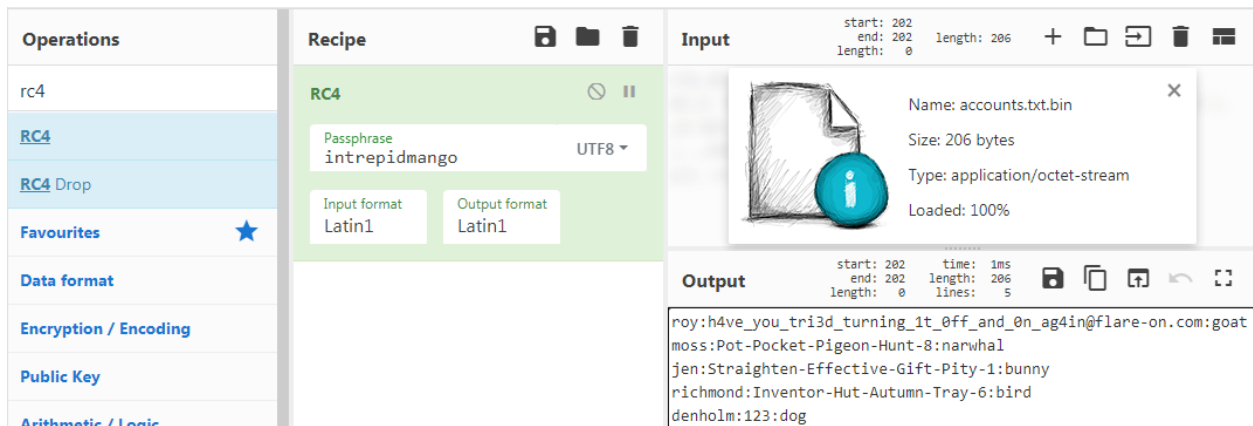 Operations
rc4
RC4
RC4 Drop
Favourites
Data format
Encryption / Encoding
Public Key
Arithmetic / Logic
Recipe
RC4
Passphrase
intrepidmango
UTF8
Input format
Latin1
Output format
Latin1
Input
start: 202
end: 202
length: 0
length: 206
Name: accounts.txt.bin
Size: 206 bytes
Type: application/octet-stream
Loaded: 100%
Output
start: 202
end: 202
length: 0
time: 1ms
length: 206
lines: 5
roy:h4ve_you_tri3d_turning_1t_0ff_and_0n_ag4in@flare-on.com:goat
moss:Pot-Pocket-Pigeon-Hunt-8:narwhal
jen:Straighten-Effective-Gift-Pity-1:bunny
richmond:Inventor-Hut-Autumn-Tray-6:bird
denholm:123:dog